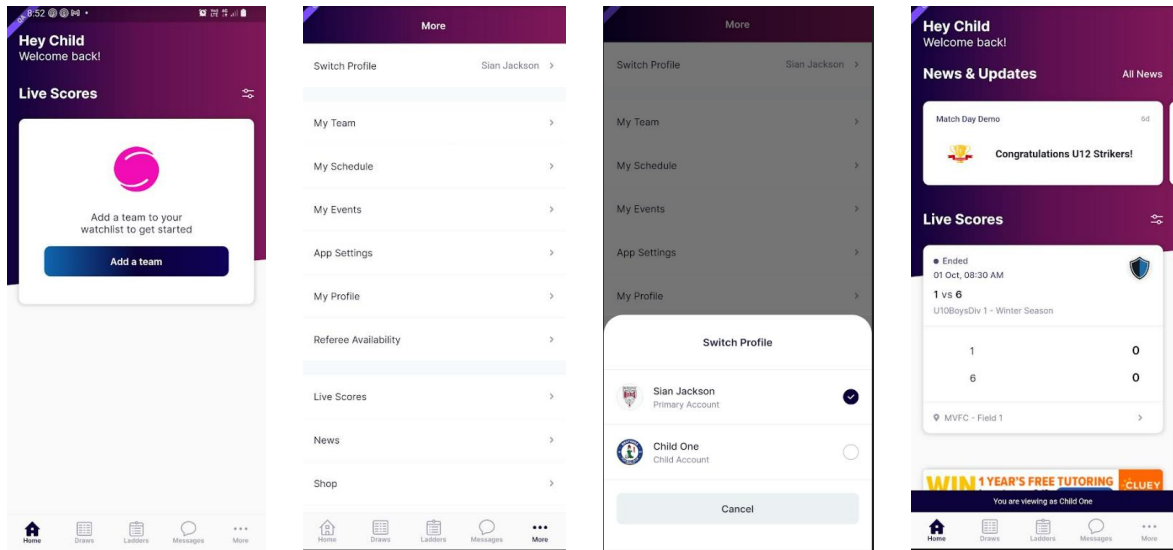 8:52
Hey Child
Welcome back!
Live Scores
Add a team to your
watchlist to get started
Add a team
Home
Draws
Ladders
Messages
More
More
Switch Profile
Sian Jackson
My Team
My Schedule
My Events
App Settings
My Profile
Referee Availability
Live Scores
News
Shop
Home
Draws
Ladders
Messages
More
More
Switch Profile
Sian Jackson
My Team
My Schedule
My Events
App Settings
My Profile
Switch Profile
Sian Jackson
Primary Account
Child One
Child Account
Cancel
Hey Child
Welcome back!
News & Updates
All News
Match Day Demo
6d
Congratulations U12 Strikers!
Live Scores
Ended
01 Oct, 08:30 AM
1 vs 6
U10BoysDiv 1 - Winter Season
1
0
6
0
MVFC - Field 1
WIN 1 YEAR'S FREE TUTORING CLUEY
You are viewing as Child One
Home
Draws
Ladders
Messages
More